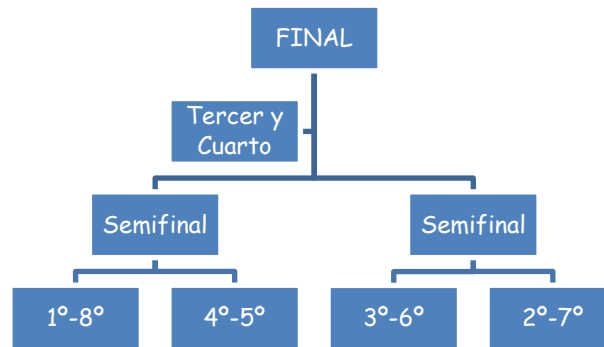 FINAL
Tercer y
Cuarto
Semifinal
Semifinal
1º-8º
4º-5º
3º-6º
2º-7º